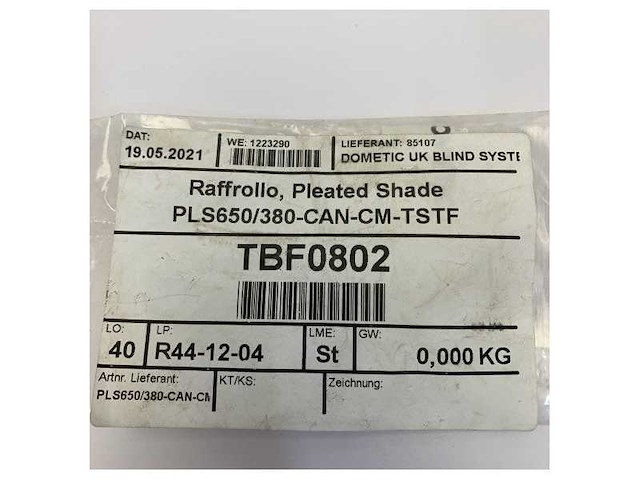 DAT:
19.05.2021
WE: 1223290
LIEFERANT: 85107
DOMETIC UK BLIND SYSTE
Raffrollo, Pleated Shade
PLS650/380-CAN-CM-TSTF
TBF0802
LO:
40
LP:
R44-12-04
LME:
St
GW:
0,000 KG
Artnr. Lieferant:
PLS650/380-CAN-CM
KT/KS:
Zeichnung: